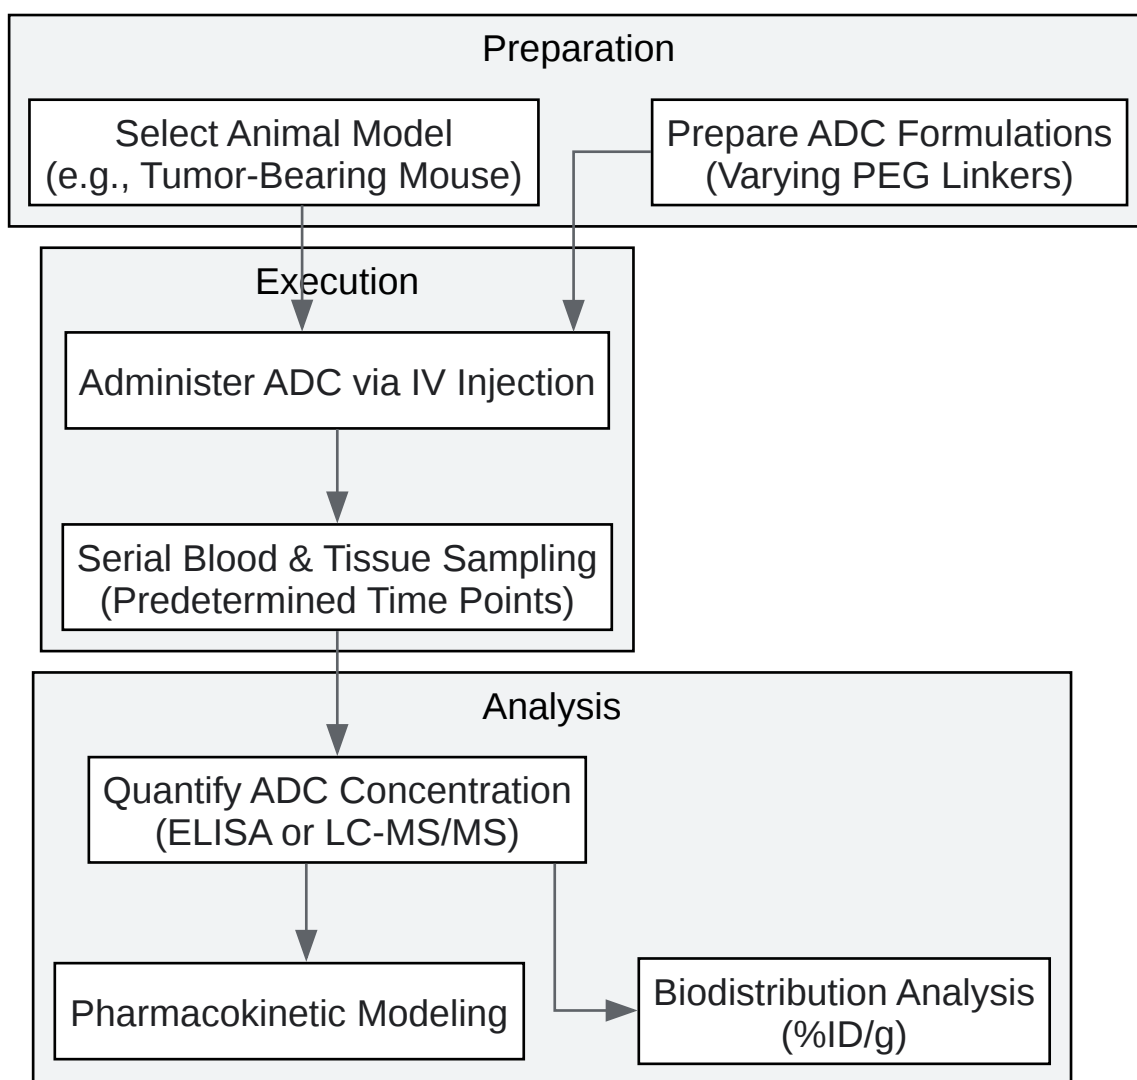 Preparation
Select Animal Model
(e.g., Tumor-Bearing Mouse)
Prepare ADC Formulations
(Varying PEG Linkers)
Execution
Administer ADC via IV Injection
Serial Blood & Tissue Sampling
(Predetermined Time Points)
Analysis
Quantify ADC Concentration
(ELISA or LC-MS/MS)
Pharmacokinetic Modeling
Biodistribution Analysis
(%ID/g)